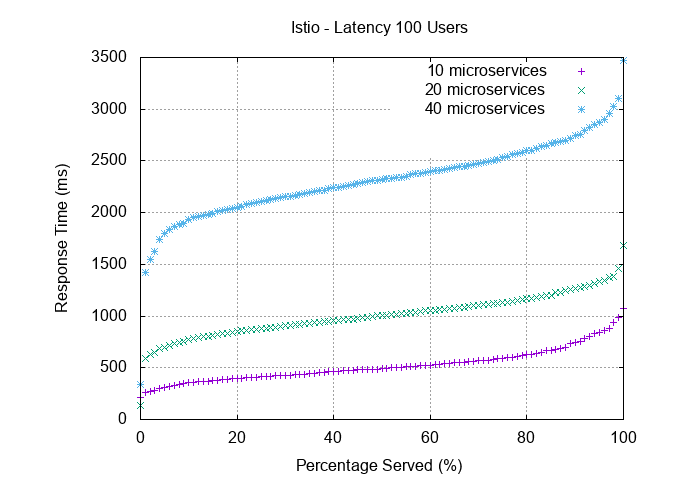 Istio - Latency 100 Users
3500
3000
2500
2000
1500
1000
500
0
Response Time (ms)
10 microservices
20 microservices
40 microservices
0 20 40 60 80 100
Percentage Served (%)